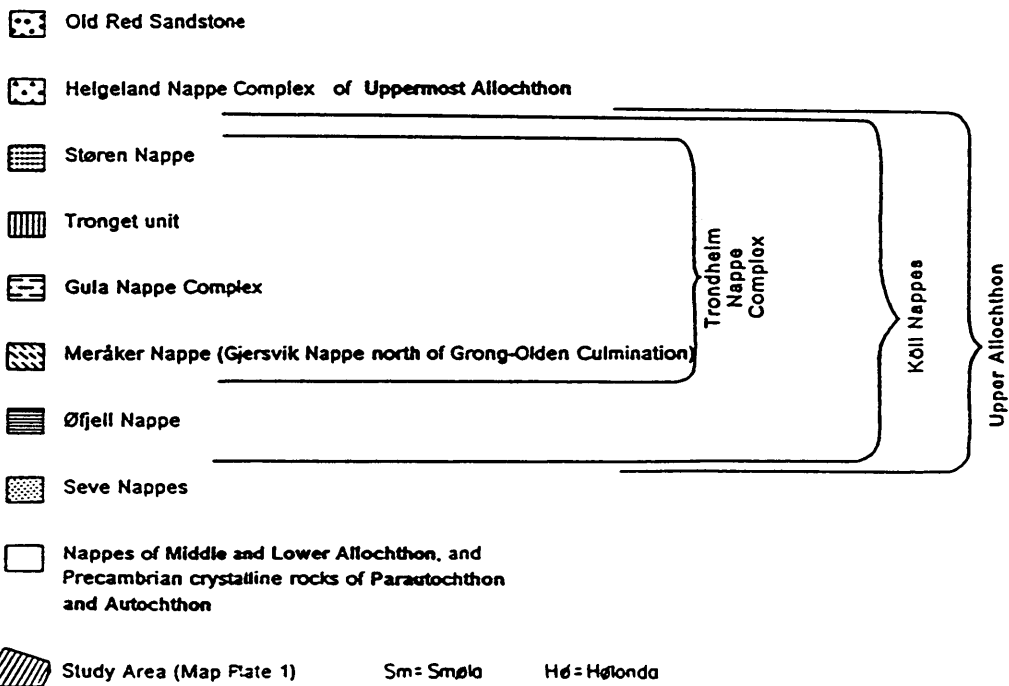 Old Red Sandstone
Helgeland Nappe Complex of Uppermost Allochthon
Støren Nappe
Tronget unit
Gula Nappe Complex
Meråker Nappe (Gjersvik Nappe north of Grong-Olden Culmination)
Øfjell Nappe
Seve Nappes
Nappes of Middle and Lower Allochthon, and
Precambrian crystalline rocks of Parautochthon
and Autochthon
Study Area (Map Plate 1) Sm= Smøla Hø= Hølonda
Trondheim
Nappe
Complex
Köll Nappes
Upper Allochthon